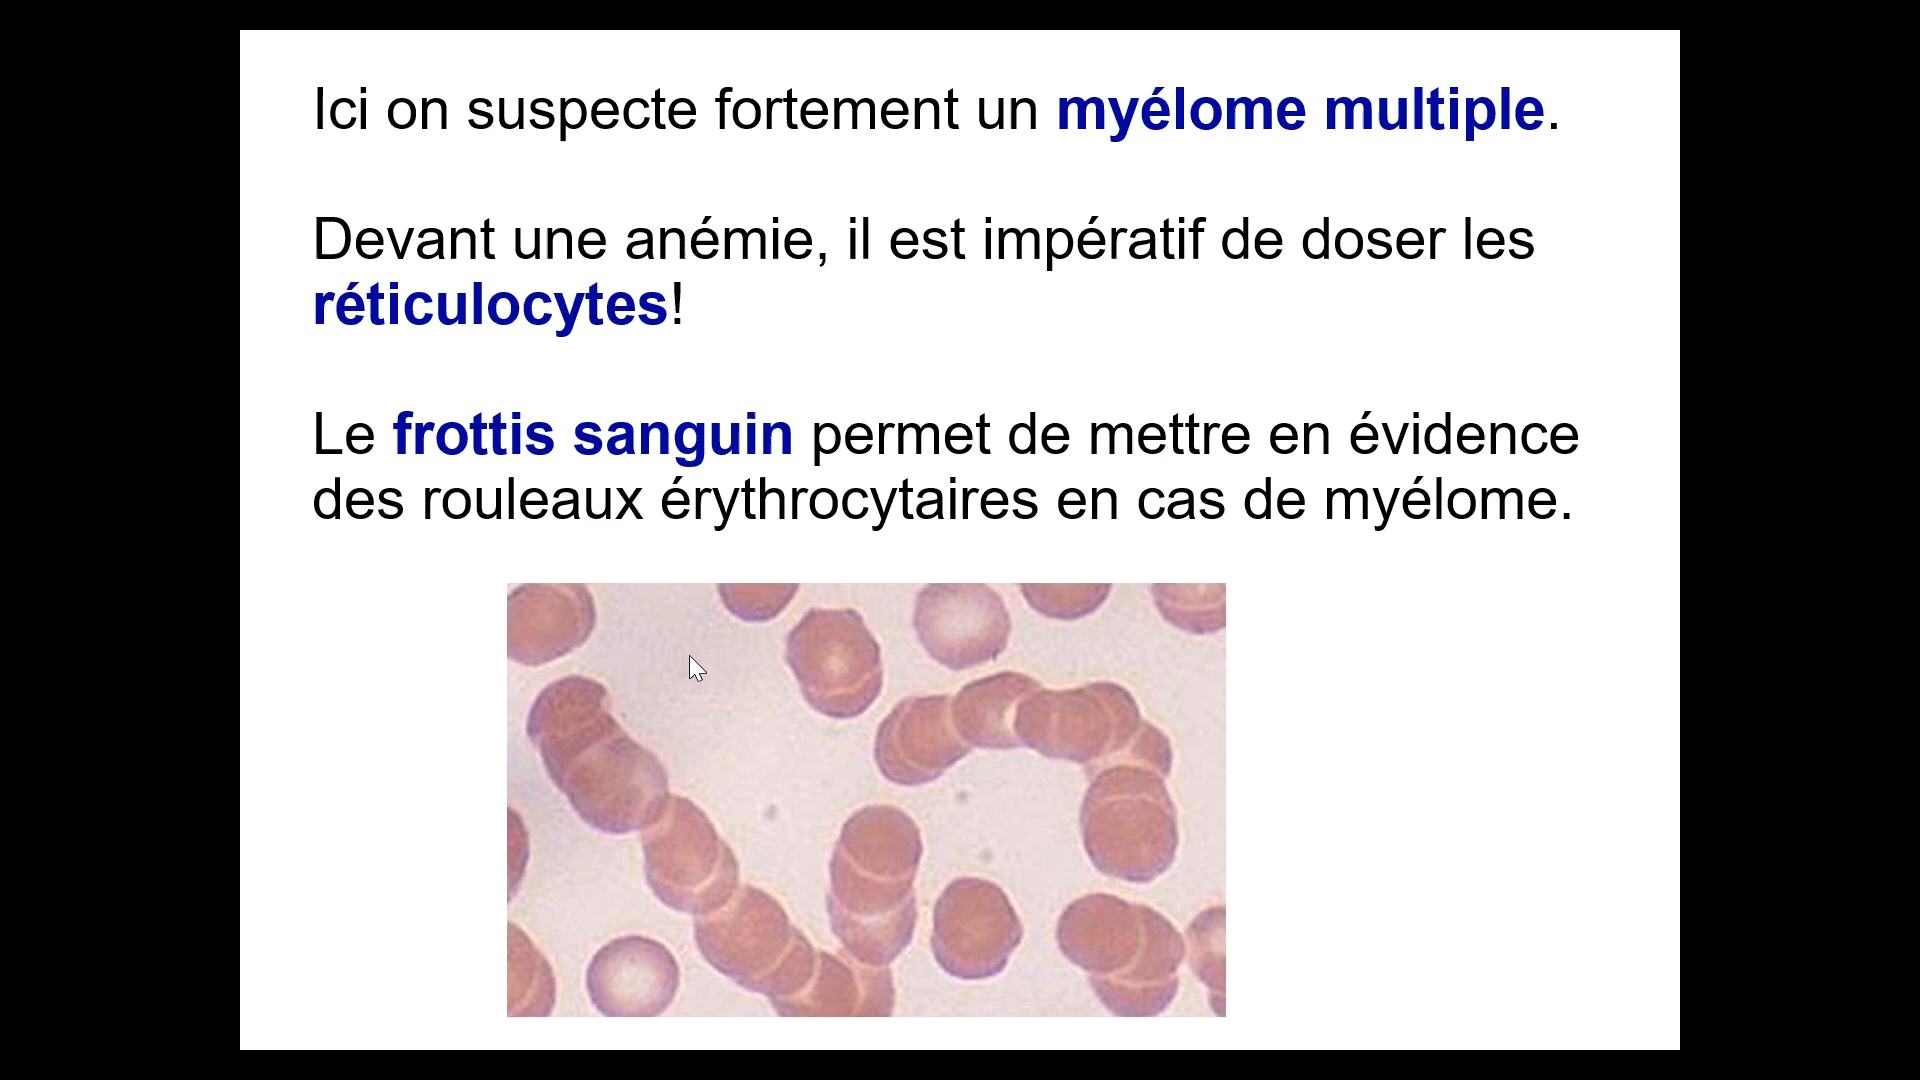 Ici on suspecte fortement un myélome multiple.
Devant une anémie, il est impératif de doser les
réticulocytes!
Le frottis sanguin permet de mettre en évidence
des rouleaux érythrocytaires en cas de myélome.